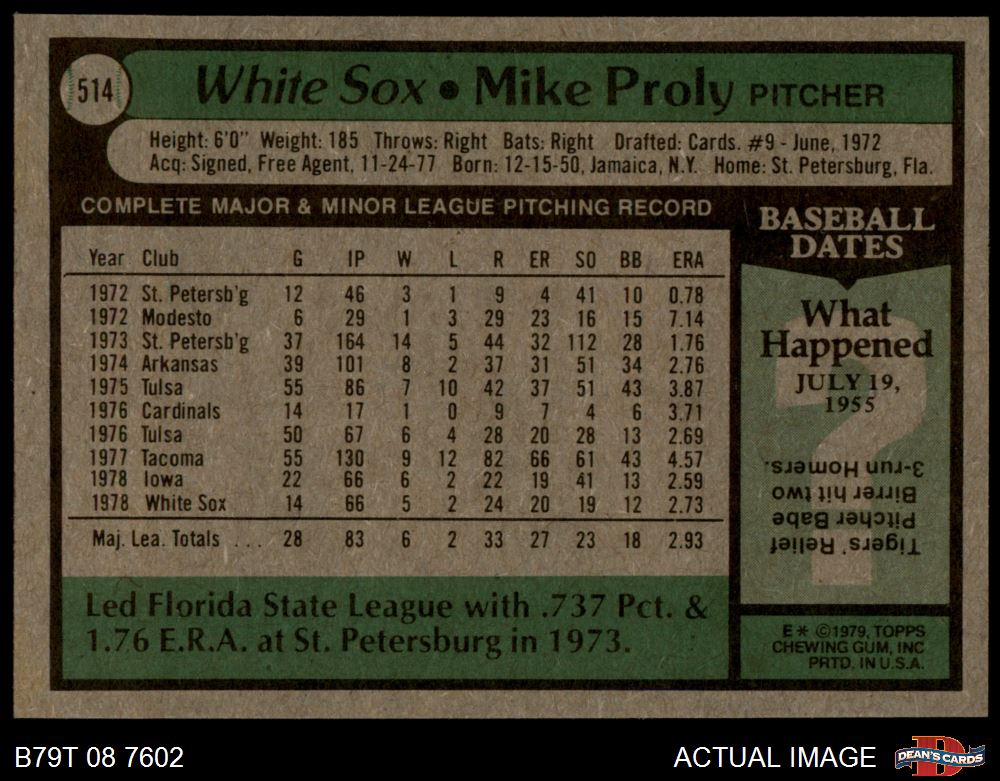 514
White Sox • Mike Proly PITCHER
Height: 6'0" Weight: 185 Throws: Right Bats: Right Drafted: Cards. #9 - June, 1972
Acq: Signed, Free Agent, 11-24-77 Born: 12-15-50, Jamaica, N.Y. Home: St. Petersburg, Fla.
COMPLETE MAJOR & MINOR LEAGUE PITCHING RECORD
Year Club G IP W L R ER SO BB ERA
1972 St. Petersb'g 12 46 3 1 9 4 41 10 0.78
1972 Modesto 6 29 1 3 29 23 16 15 7.14
1973 St. Petersb'g 37 164 14 5 44 32 112 28 1.76
1974 Arkansas 39 101 8 2 37 31 51 34 2.76
1975 Tulsa 55 86 7 10 42 37 51 43 3.87
1976 Cardinals 14 17 1 0 9 7 4 6 3.71
1976 Tulsa 50 67 6 4 28 20 28 13 2.69
1977 Tacoma 55 130 9 12 82 66 61 43 4.57
1978 Iowa 22 66 6 2 22 19 41 13 2.59
1978 White Sox 14 66 5 2 24 20 19 12 2.73
Maj. Lea. Totals ... 28 83 6 2 33 27 23 18 2.93
Led Florida State League with .737 Pct. &
1.76 E.R.A. at St. Petersburg in 1973.
BASEBALL
DATES
What
Happened
JULY 19,
1955
?
Tigers' Relief
Pitcher Babe
Birrer hit two
3-run Homers.
E* ©1979, TOPPS
CHEWING GUM, INC
PRTD. IN U.S.A.
B79T 08 7602
ACTUAL IMAGE
D
DEAN'S CARDS